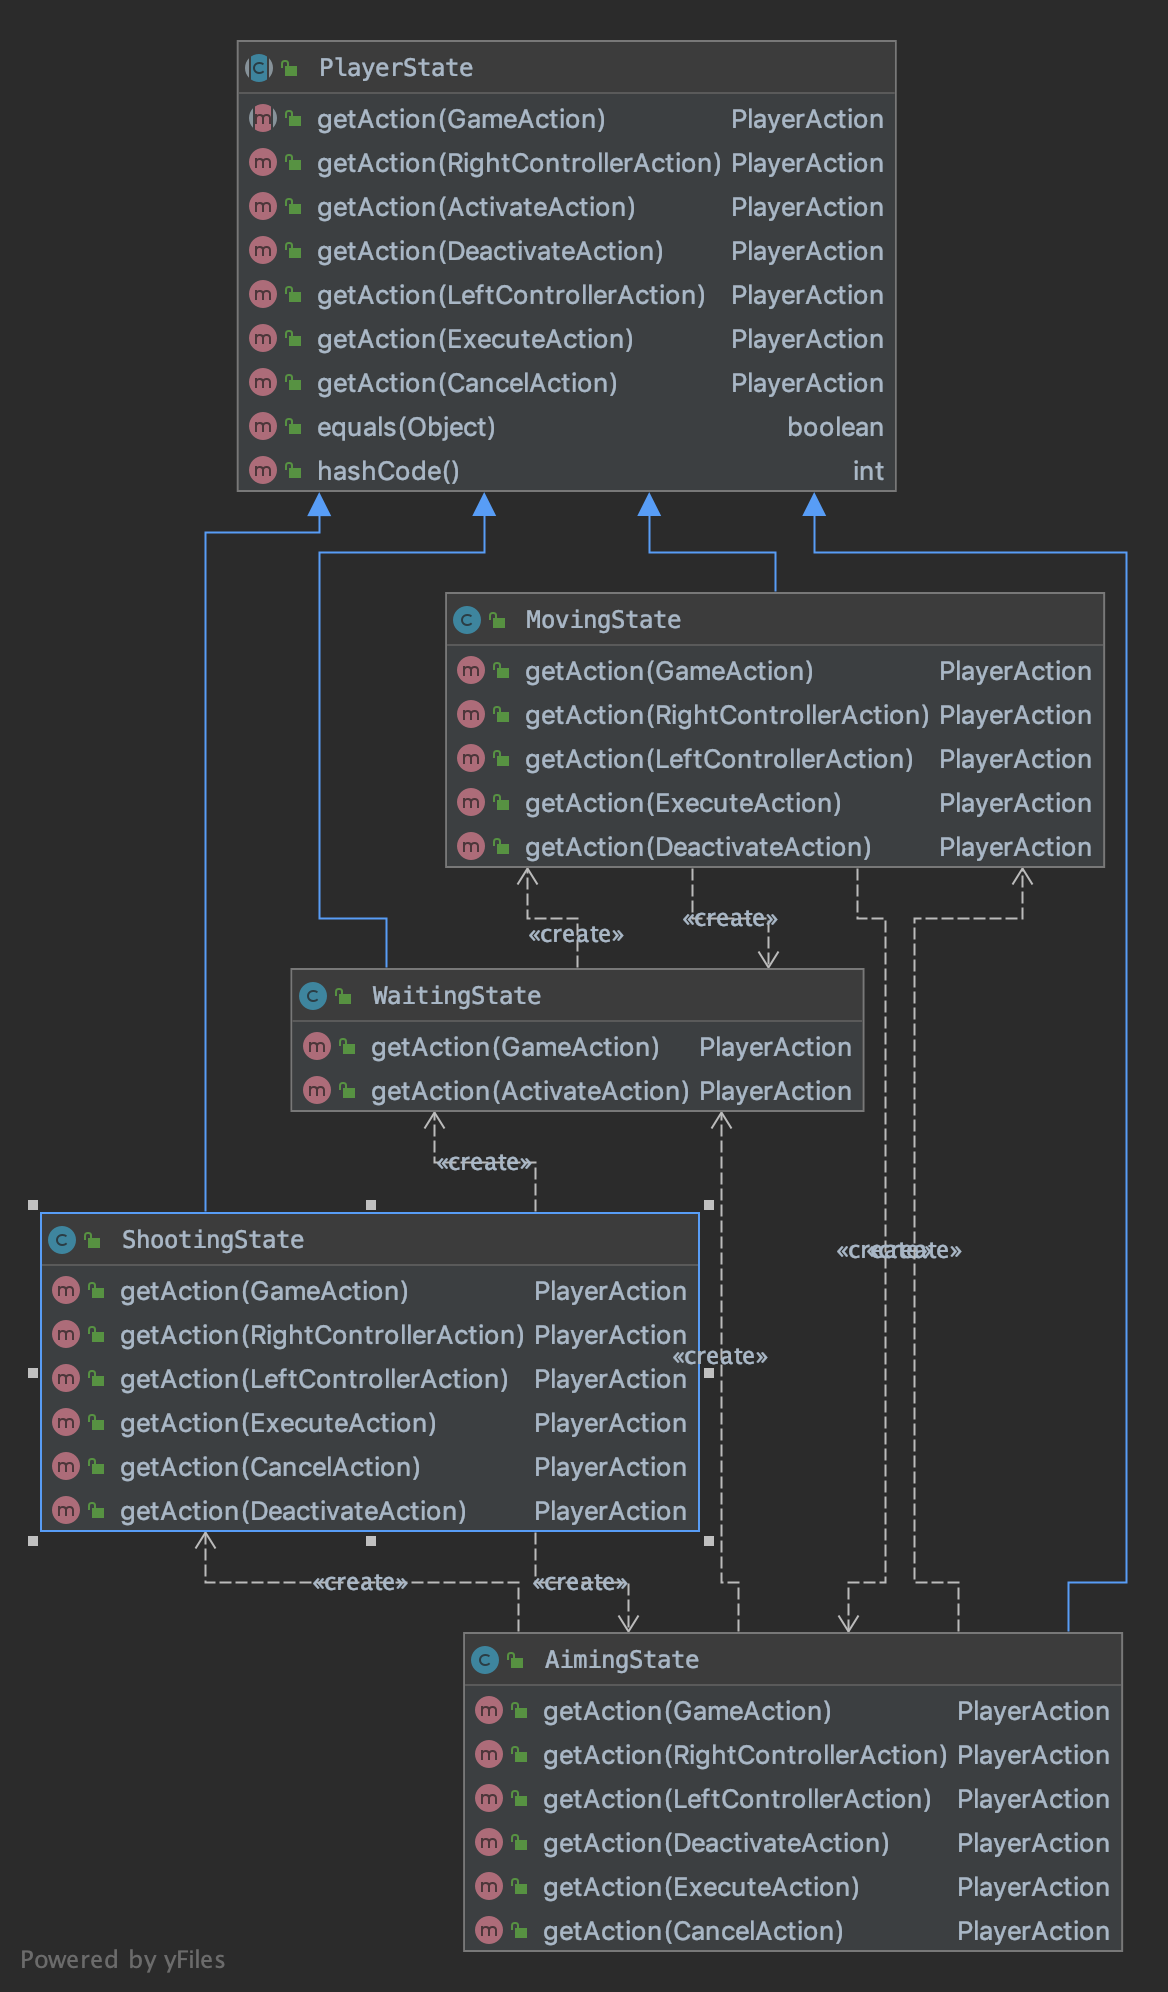 PlayerState
getAction(GameAction) PlayerAction
getAction(RightControllerAction) PlayerAction
getAction(ActivateAction) PlayerAction
getAction(DeactivateAction) PlayerAction
getAction(LeftControllerAction) PlayerAction
getAction(ExecuteAction) PlayerAction
getAction(CancelAction) PlayerAction
equals(Object) boolean
hashCode() int
MovingState
getAction(GameAction) PlayerAction
getAction(RightControllerAction) PlayerAction
getAction(LeftControllerAction) PlayerAction
getAction(ExecuteAction) PlayerAction
getAction(DeactivateAction) PlayerAction
«create»
«create»
WaitingState
getAction(GameAction) PlayerAction
getAction(ActivateAction) PlayerAction
«create»
ShootingState
getAction(GameAction) PlayerAction
getAction(RightControllerAction) PlayerAction
getAction(LeftControllerAction) PlayerAction
getAction(ExecuteAction) PlayerAction
getAction(CancelAction) PlayerAction
getAction(DeactivateAction) PlayerAction
«create»
«create»
«create»
«create»
«create»
AimingState
getAction(GameAction) PlayerAction
getAction(RightControllerAction) PlayerAction
getAction(LeftControllerAction) PlayerAction
getAction(DeactivateAction) PlayerAction
getAction(ExecuteAction) PlayerAction
getAction(CancelAction) PlayerAction
Powered by yFiles